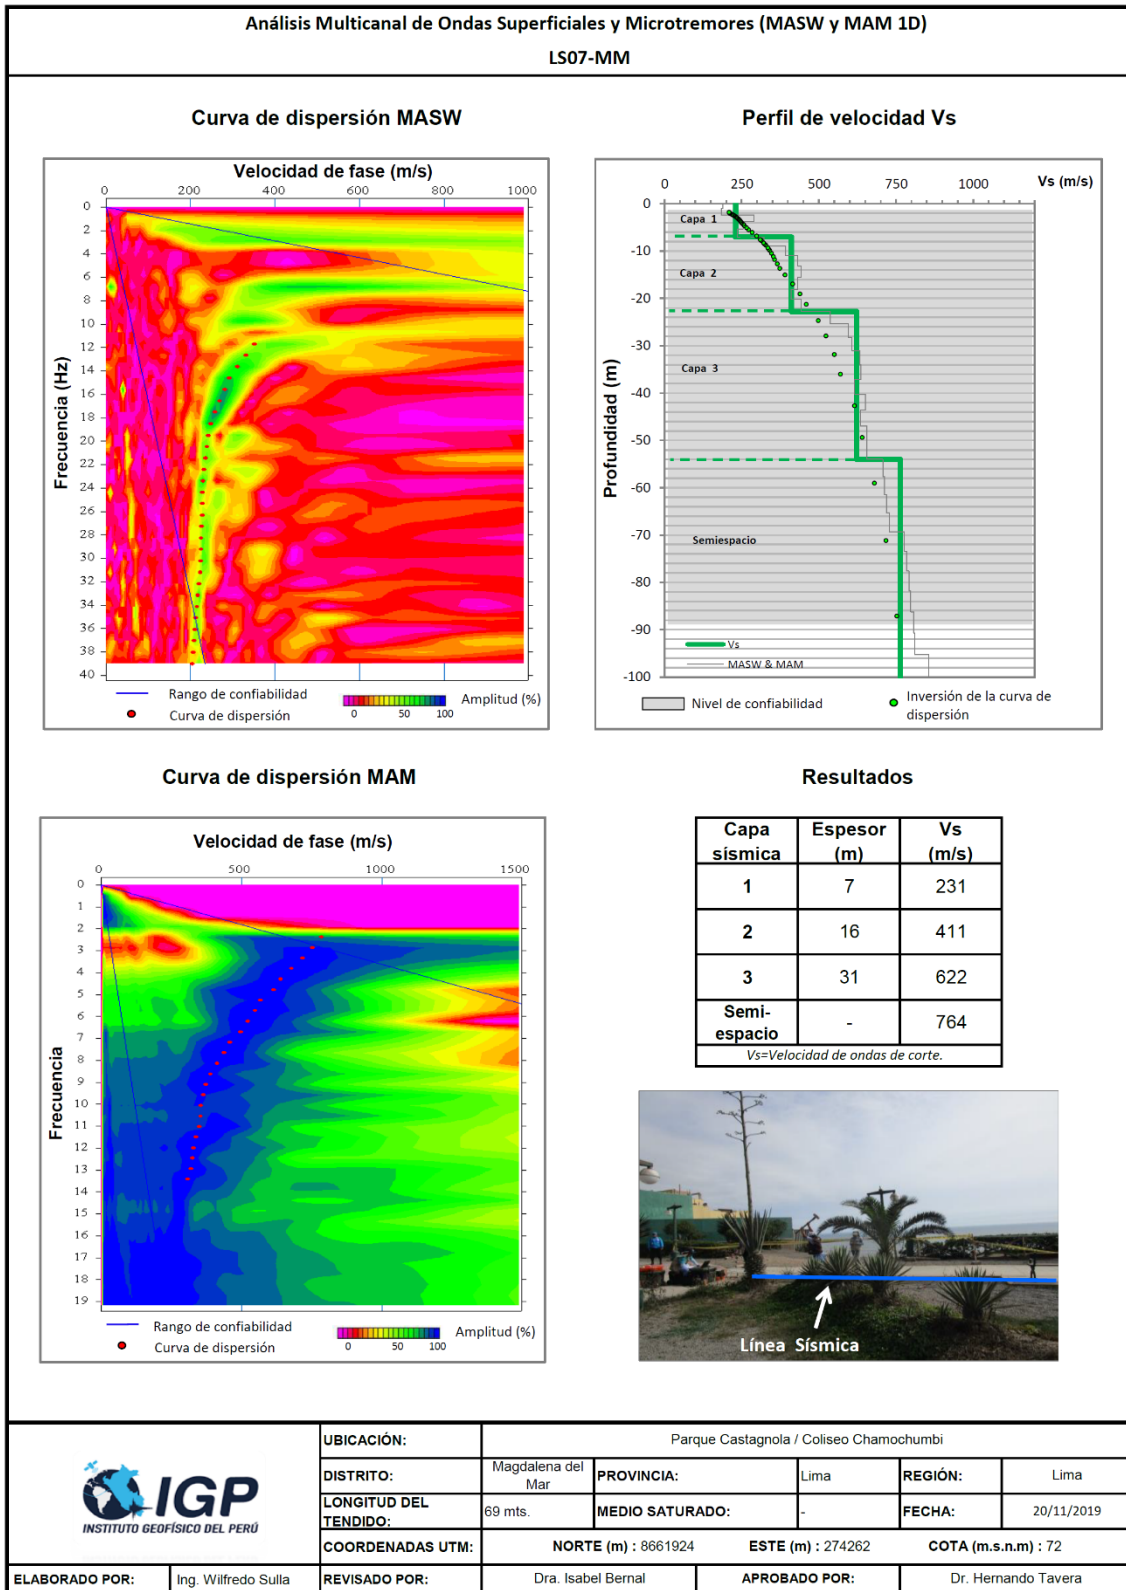 Análisis Multicanal de Ondas Superficiales y Microtremores (MASW y MAM 1D)
LS07-MM
Curva de dispersión MASW
Velocidad de fase (m/s)
0 200 400 600 800 1000
Frecuencia (Hz)
0
2
4
6
8
10
12
14
16
18
20
22
24
26
28
30
32
34
36
38
40
Rango de confiabilidad
Curva de dispersión
Amplitud (%)
0 50 100
Perfil de velocidad Vs
0 250 500 750 1000 Vs (m/s)
Profundidad (m)
0
-10
-20
-30
-40
-50
-60
-70
-80
-90
-100
Capa 1
Capa 2
Capa 3
Semiespacio
Vs
MASW & MAM
Nivel de confiabilidad
Inversión de la curva de
dispersión
Curva de dispersión MAM
Velocidad de fase (m/s)
0 500 1000 1500
Frecuencia
0
1
2
3
4
5
6
7
8
9
10
11
12
13
14
15
16
17
18
19
Rango de confiabilidad
Curva de dispersión
Amplitud (%)
0 50 100
Resultados
Capa sísmica Espesor (m) Vs (m/s)
1 7 231
2 16 411
3 31 622
Semi-espacio - 764
Vs=Velocidad de ondas de corte.
Línea Sísmica
IGP
INSTITUTO GEOFÍSICO DEL PERÚ
UBICACIÓN: Parque Castagnola / Coliseo Chamochumbi
DISTRITO: Magdalena del Mar PROVINCIA: Lima REGIÓN: Lima
LONGITUD DEL TENDIDO: 69 mts. MEDIO SATURADO: - FECHA: 20/11/2019
COORDENADAS UTM: NORTE (m) : 8661924 ESTE (m) : 274262 COTA (m.s.n.m) : 72
ELABORADO POR: Ing. Wilfredo Sulla REVISADO POR: Dra. Isabel Bernal APROBADO POR: Dr. Hernando Tavera